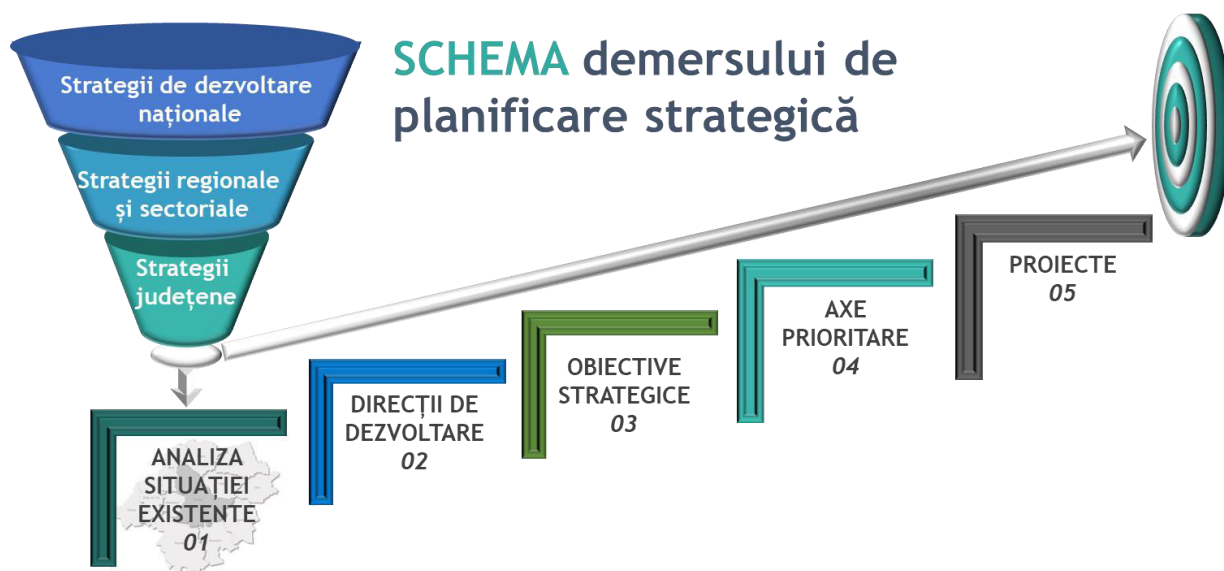 SCHEMA demersului de
planificare strategică
Strategii de dezvoltare
naționale
Strategii regionale
și sectoriale
Strategii
județene
ANALIZA
SITUAȚIEI
EXISTENTE
01
DIRECȚII DE
DEZVOLTARE
02
OBIECTIVE
STRATEGICE
03
AXE
PRIORITARE
04
PROIECTE
05